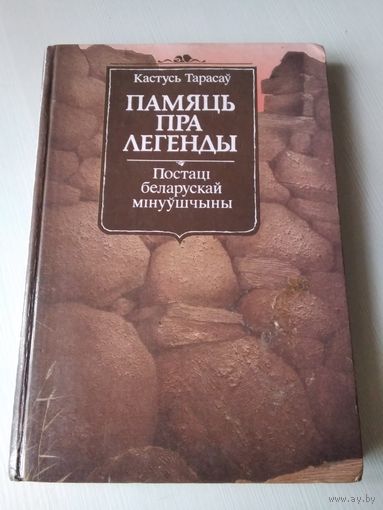 Кастусь Тарасаў
ПАМЯЦЬ
ПРА
ЛЕГЕНДЫ
Постаці
беларускай
мінуўшчыны
www.ay.by